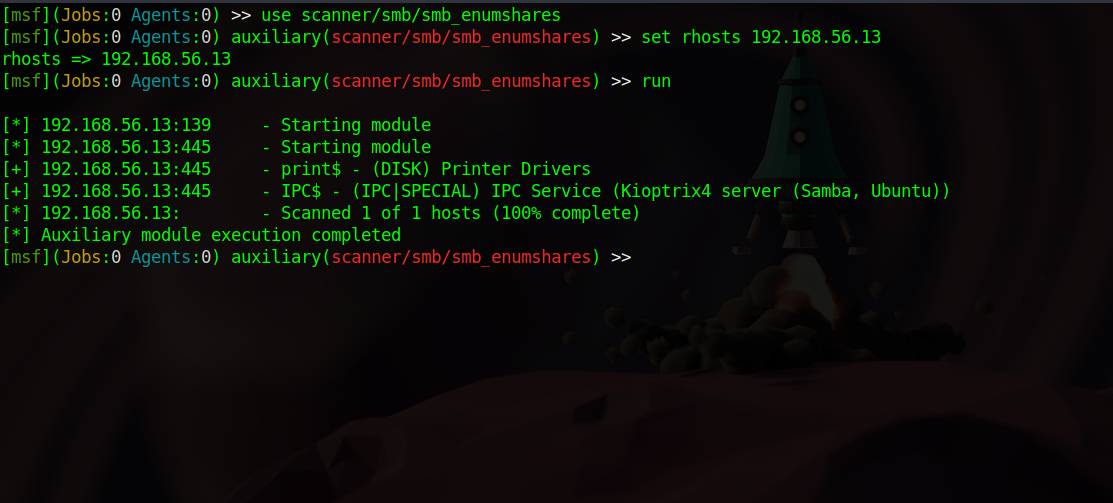 [msf](Jobs:0 Agents:0) >> use scanner/smb/smb_enumshares
[msf](Jobs:0 Agents:0) auxiliary(scanner/smb/smb_enumshares) >> set rhosts 192.168.56.13
rhosts => 192.168.56.13
[msf](Jobs:0 Agents:0) auxiliary(scanner/smb/smb_enumshares) >> run
[*] 192.168.56.13:139     - Starting module
[*] 192.168.56.13:445     - Starting module
[+] 192.168.56.13:445     - print$ - (DISK) Printer Drivers
[+] 192.168.56.13:445     - IPC$ - (IPC|SPECIAL) IPC Service (Kioptrix4 server (Samba, Ubuntu))
[*] 192.168.56.13:        - Scanned 1 of 1 hosts (100% complete)
[*] Auxiliary module execution completed
[msf](Jobs:0 Agents:0) auxiliary(scanner/smb/smb_enumshares) >>